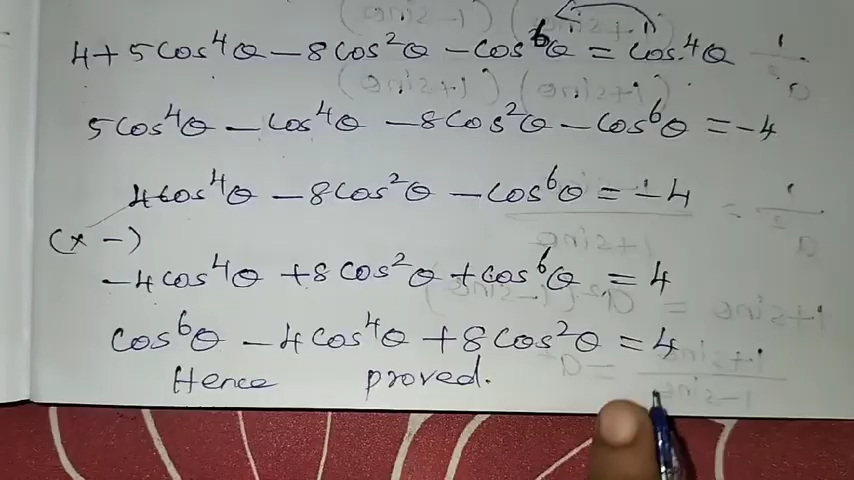 4 + 5cos⁴θ - 8cos²θ - cos⁶θ = cos⁴θ
5cos⁴θ - cos⁴θ - 8cos²θ - cos⁶θ = -4
4cos⁴θ - 8cos²θ - cos⁶θ = -4
(x -)
-4cos⁴θ + 8cos²θ + cos⁶θ = 4
cos⁶θ - 4cos⁴θ + 8cos²θ = 4
Hence proved.